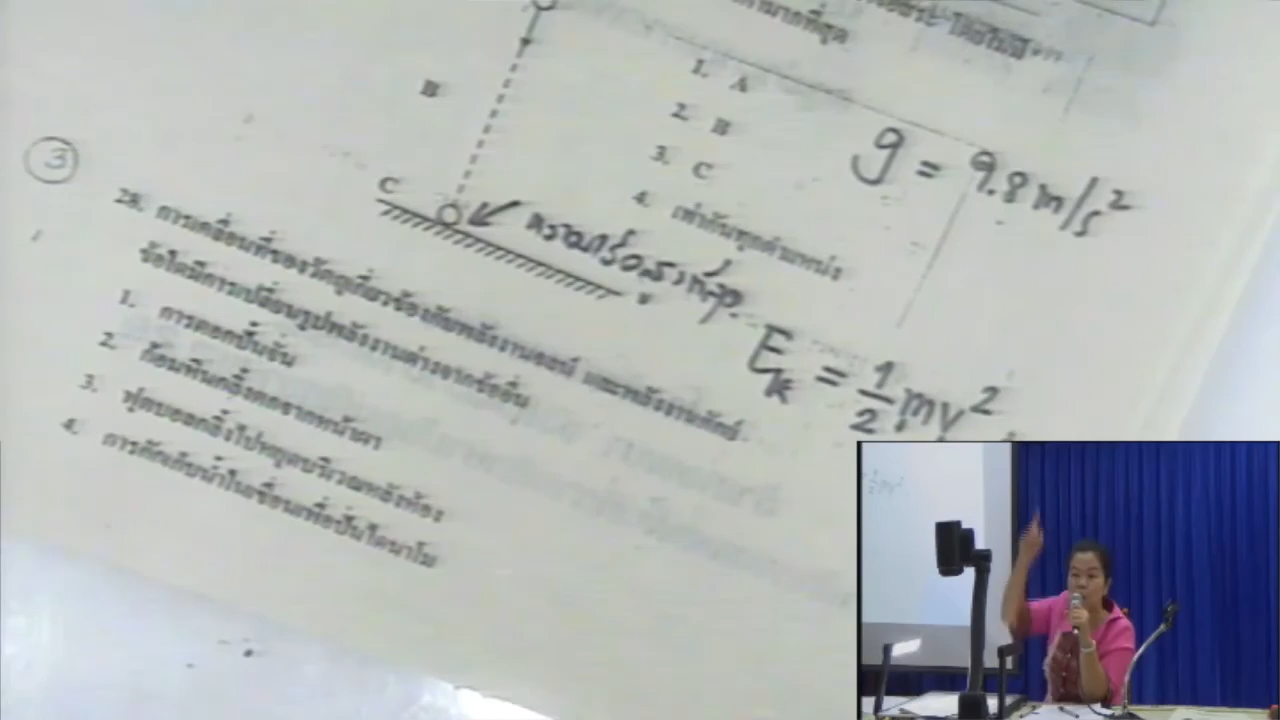 มากที่สุด
1. A
B
2. B
3. C
g = 9.8 m/s²
C
4. เท่ากันทุกตำแหน่ง
3
28. การเคลื่อนที่ของวัตถุเกี่ยวข้องกับพลังงานจลน์ และพลังงานศักย์
ข้อใดมีการเปลี่ยนรูปพลังงานต่างจากข้ออื่น
1. การตอกปั้นจั่น
2. ก้อนหินกลิ้งตกจากหน้าผา
3. ฟุตบอลกลิ้งไปหยุดบริเวณหลังห้อง
4. การกักเก็บน้ำในเขื่อนเพื่อปั่นไดนาโม
Eₖ = ½ mv²